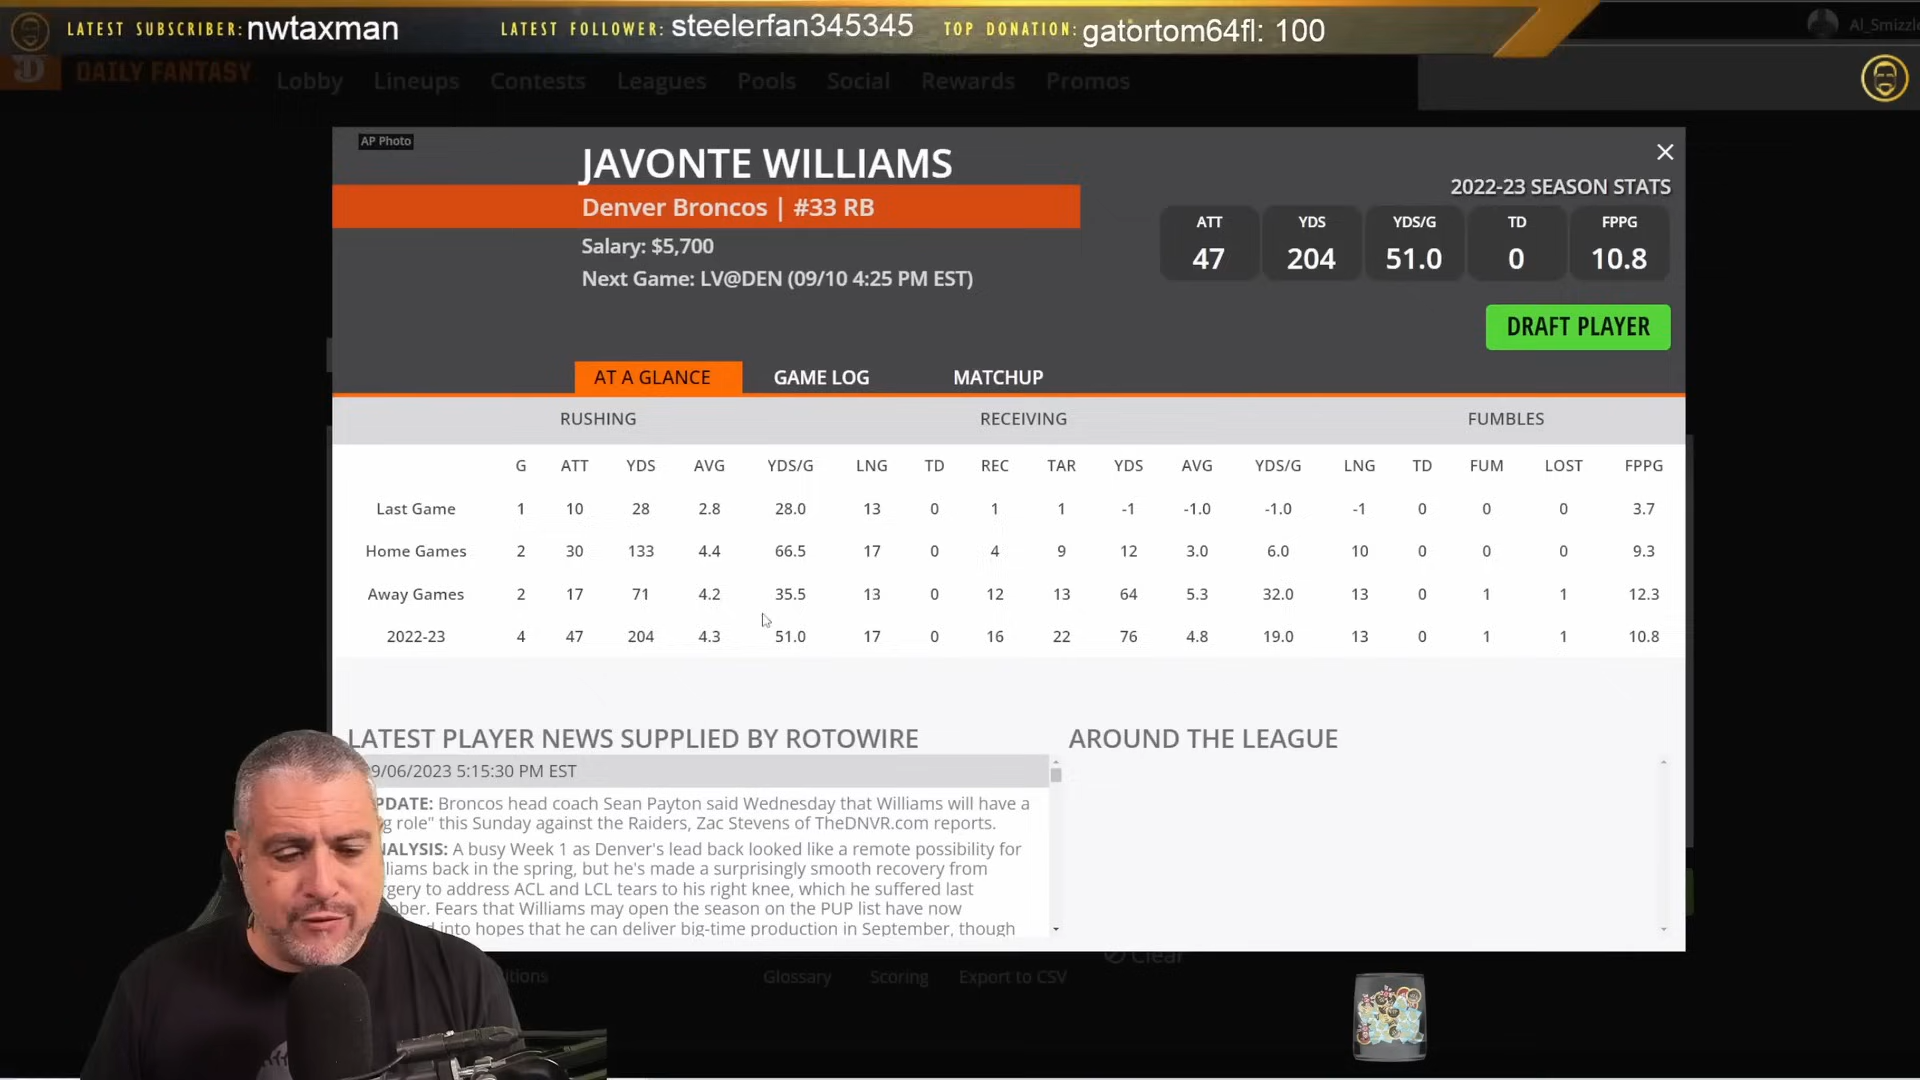 LATEST SUBSCRIBER: nwtaxman LATEST FOLLOWER: steelerfan345345 TOP DONATION: gatortom64fl: 100
Al_Smizzle
DAILY FANTASY Lobby Lineups Contests Leagues Pools Social Rewards Promos
AP Photo
JAVONTE WILLIAMS
Denver Broncos | #33 RB
Salary: $5,700
Next Game: LV@DEN (09/10 4:25 PM EST)
2022-23 SEASON STATS
ATT YDS YDS/G TD FPPG
47 204 51.0 0 10.8
DRAFT PLAYER
AT A GLANCE GAME LOG MATCHUP
RUSHING RECEIVING FUMBLES
G ATT YDS AVG YDS/G LNG TD REC TAR YDS AVG YDS/G LNG TD FUM LOST FPPG
Last Game 1 10 28 2.8 28.0 13 0 1 1 -1 -1.0 -1.0 -1 0 0 0 3.7
Home Games 2 30 133 4.4 66.5 17 0 4 9 12 3.0 6.0 10 0 0 0 9.3
Away Games 2 17 71 4.2 35.5 13 0 12 13 64 5.3 32.0 13 0 1 1 12.3
2022-23 4 47 204 4.3 51.0 17 0 16 22 76 4.8 19.0 13 0 1 1 10.8
LATEST PLAYER NEWS SUPPLIED BY ROTOWIRE
AROUND THE LEAGUE
9/06/2023 5:15:30 PM EST
PDATE: Broncos head coach Sean Payton said Wednesday that Williams will have a
g role" this Sunday against the Raiders, Zac Stevens of TheDNVR.com reports.
NALYSIS: A busy Week 1 as Denver's lead back looked like a remote possibility for
lliams back in the spring, but he's made a surprisingly smooth recovery from
rgery to address ACL and LCL tears to his right knee, which he suffered last
ober. Fears that Williams may open the season on the PUP list have now
d into hopes that he can deliver big-time production in September, though
itions Glossary Scoring Export to CSV
Clear